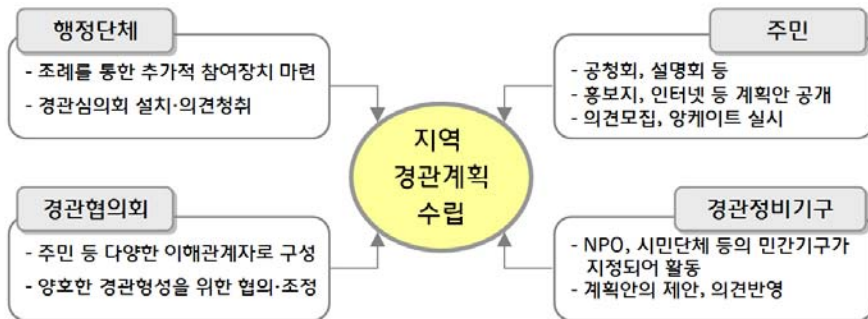 행정단체
- 조례를 통한 추가적 참여장치 마련
- 경관심의회 설치·의견청취
주민
- 공청회, 설명회 등
- 홍보지, 인터넷 등 계획안 공개
- 의견모집, 앙케이트 실시
지역
경관계획
수립
경관협의회
- 주민 등 다양한 이해관계자로 구성
- 양호한 경관형성을 위한 협의·조정
경관정비기구
- NPO, 시민단체 등의 민간기구가
지정되어 활동
- 계획안의 제안, 의견반영